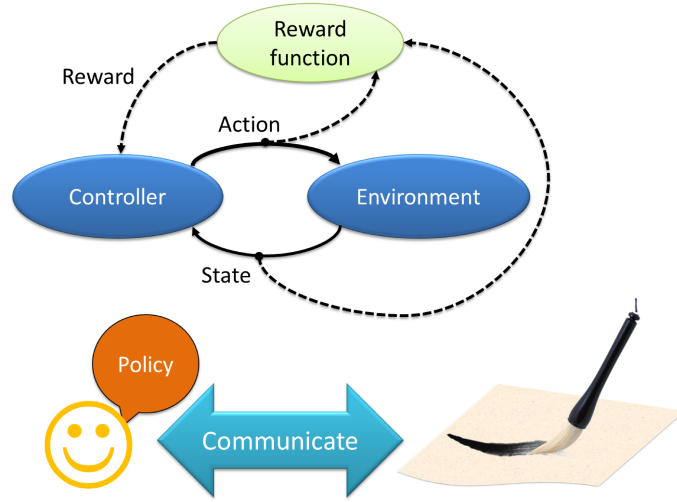 Reward
function
Reward
Action
Controller
Environment
State
Policy
Communicate